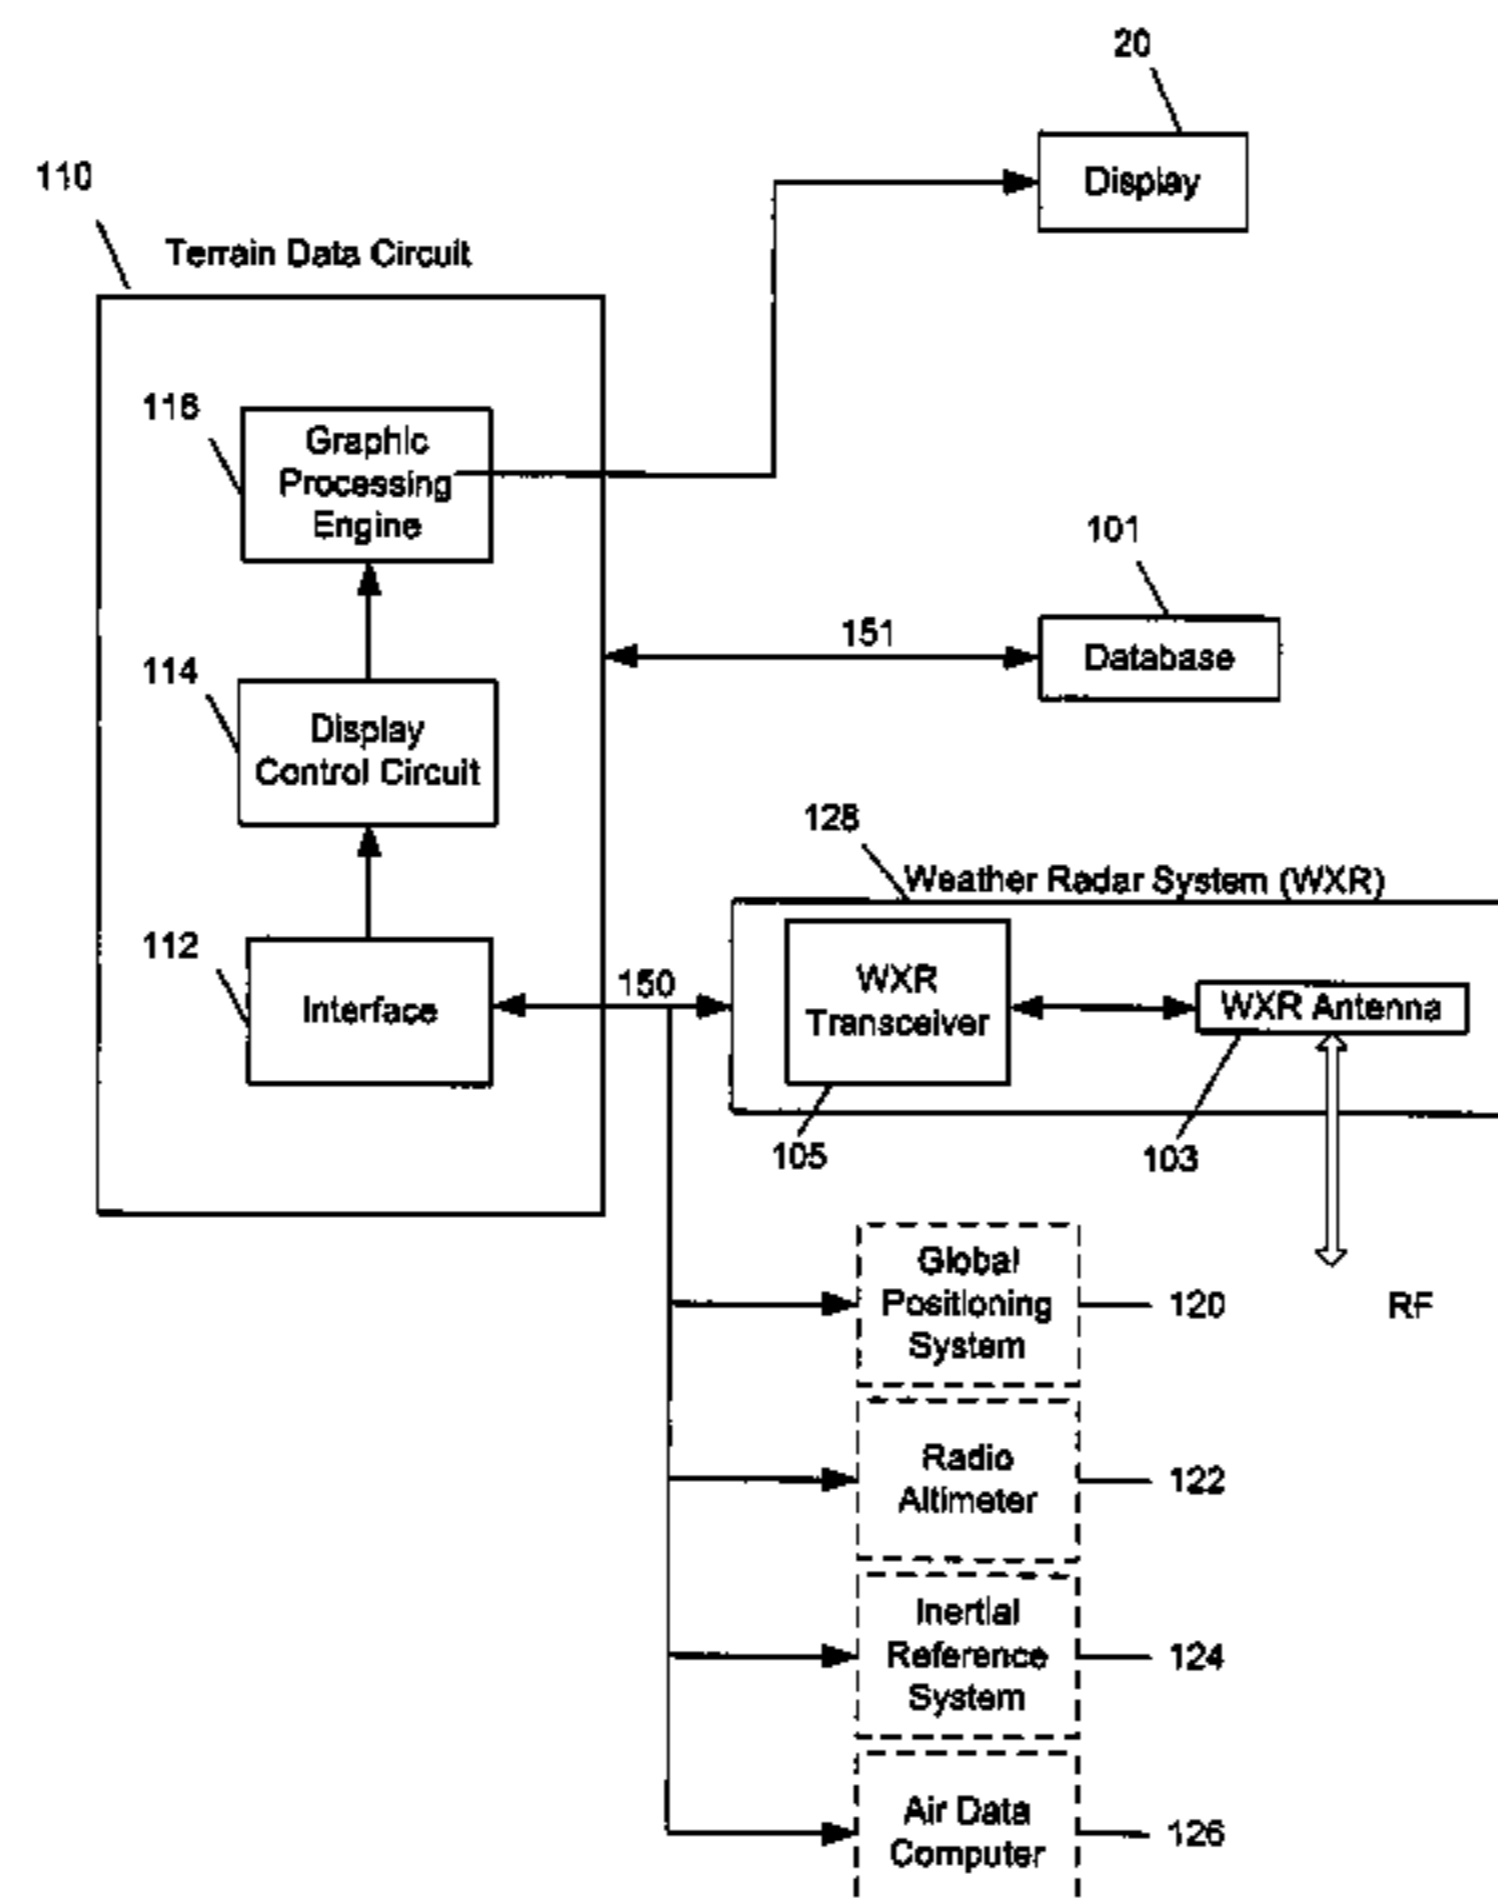 20
Display
110
Terrain Data Circuit
116
Graphic
Processing
Engine
101
151
Database
114
Display
Control Circuit
128
Weather Radar System (WXR)
112
Interface
150
WXR
Transceiver
WXR Antenna
105
103
Global
Positioning
System
120
RF
Radio
Altimeter
122
Inertial
Reference
System
124
Air Data
Computer
126